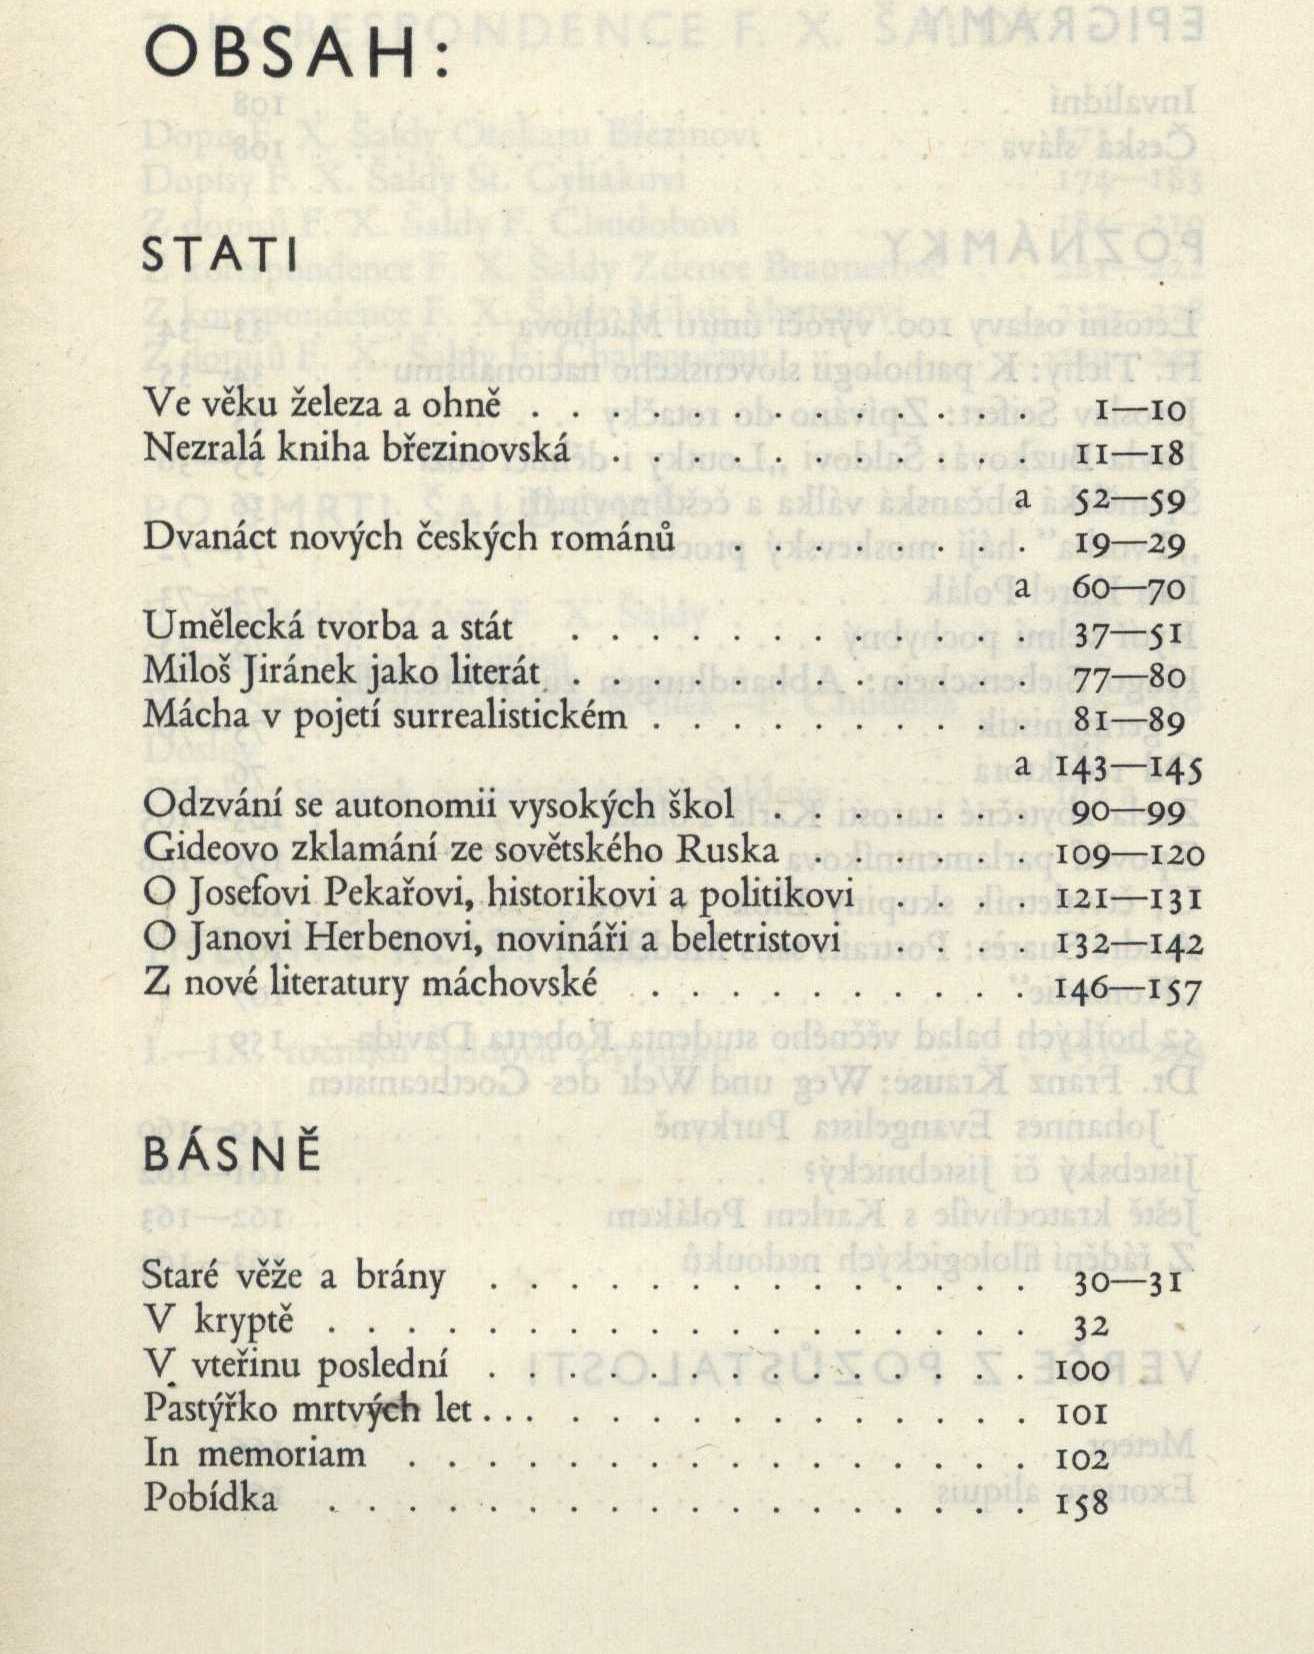 OBSAH:
STATI
Ve věku železa a ohně . . . . . . . . . . . . . 1—10
Nezralá kniha březinovská . . . . . . . . . . . 11—18
a 52—59
Dvanáct nových českých románů . . . . . . . . 19—29
a 60—70
Umělecká tvorba a stát . . . . . . . . . . . . 37—51
Miloš Jiránek jako literát . . . . . . . . . . . . 77—80
Mácha v pojetí surrealistickém . . . . . . . . . . 81—89
a 143—145
Odzvání se autonomii vysokých škol . . . . . . . 90—99
Gideovo zklamání ze sovětského Ruska . . . . . . 109—120
O Josefovi Pekařovi, historikovi a politikovi . . . . 121—131
O Janovi Herbenovi, novináři a beletristovi . . . . 132—142
Z nové literatury máchovské . . . . . . . . . . 146—157
BÁSNĚ
Staré věže a brány . . . . . . . . . . . . . . 30—31
V kryptě . . . . . . . . . . . . . . . . . . 32
V vteřinu poslední . . . . . . . . . . . . . . 100
Pastýřko mrtvých let . . . . . . . . . . . . . . . 101
In memoriam . . . . . . . . . . . . . . . . 102
Pobídka . . . . . . . . . . . . . . . . . . 158